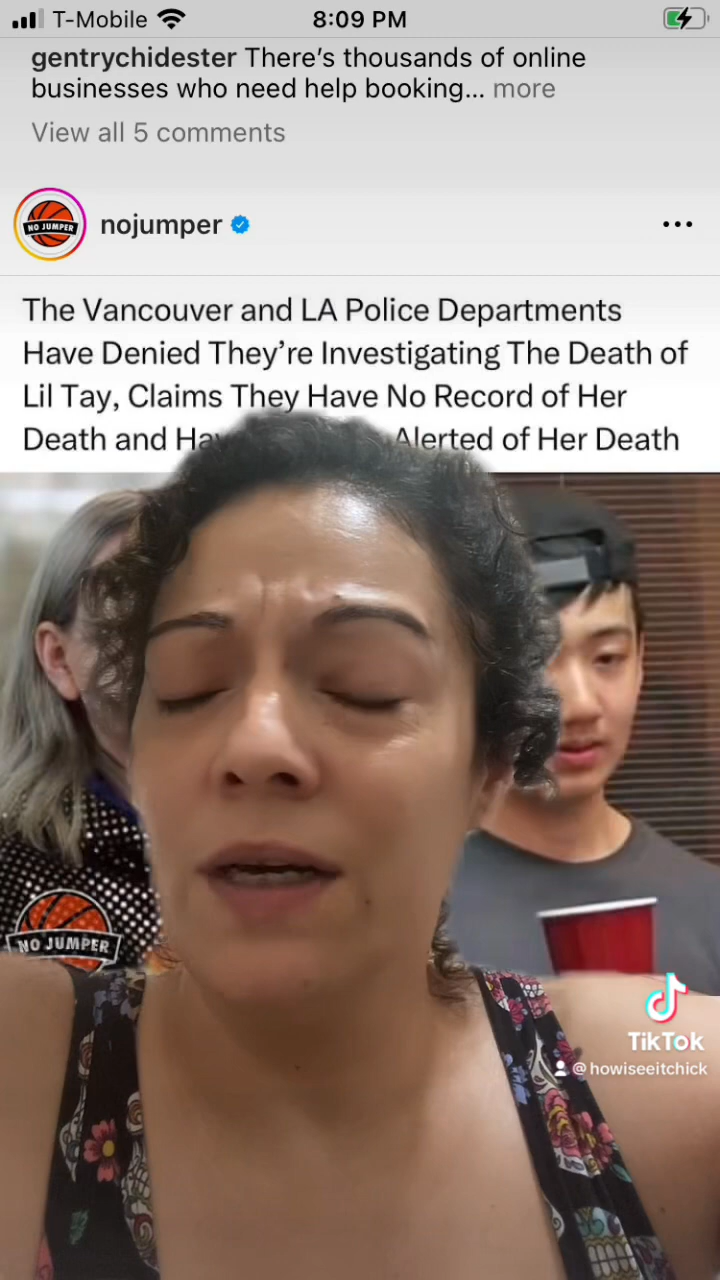 T-Mobile 8:09 PM
gentrychidester There's thousands of online
businesses who need help booking... more
View all 5 comments
NO JUMPER
nojumper
The Vancouver and LA Police Departments
Have Denied They're Investigating The Death of
Lil Tay, Claims They Have No Record of Her
Death and Alerted of Her Death
NO JUMPER
TikTok
@howiseeitchick